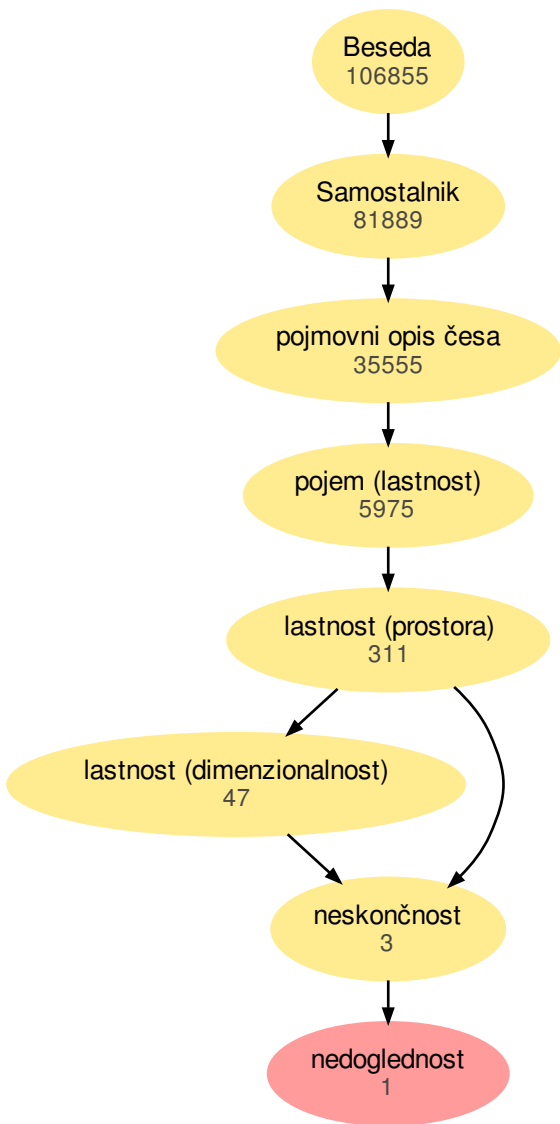 Beseda
106855
Samostalnik
81889
pojmovni opis česa
35555
pojem (lastnost)
5975
lastnost (prostora)
311
lastnost (dimenzionalnost)
47
neskončnost
3
nedoglednost
1